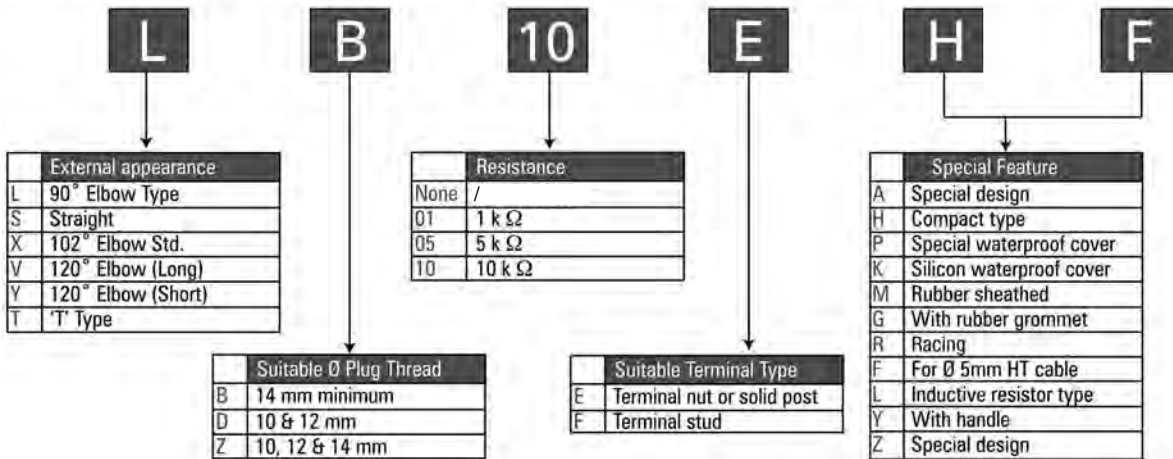 L B 10 E H F
External appearance
L 90° Elbow Type
S Straight
X 102° Elbow Std.
V 120° Elbow (Long)
Y 120° Elbow (Short)
T 'T' Type
Resistance
None /
01 1 k Ω
05 5 k Ω
10 10 k Ω
Special Feature
A Special design
H Compact type
P Special waterproof cover
K Silicon waterproof cover
M Rubber sheathed
G With rubber grommet
R Racing
F For Ø 5mm HT cable
L Inductive resistor type
Y With handle
Z Special design
Suitable Ø Plug Thread
B 14 mm minimum
D 10 & 12 mm
Z 10, 12 & 14 mm
Suitable Terminal Type
E Terminal nut or solid post
F Terminal stud